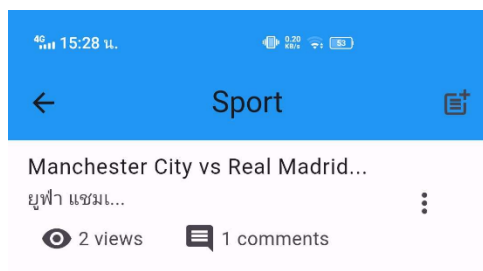 4G 15:28 น. 0.20 KB/s 53
Sport
Manchester City vs Real Madrid...
ยูฟ่า แชมเ...
2 views 1 comments